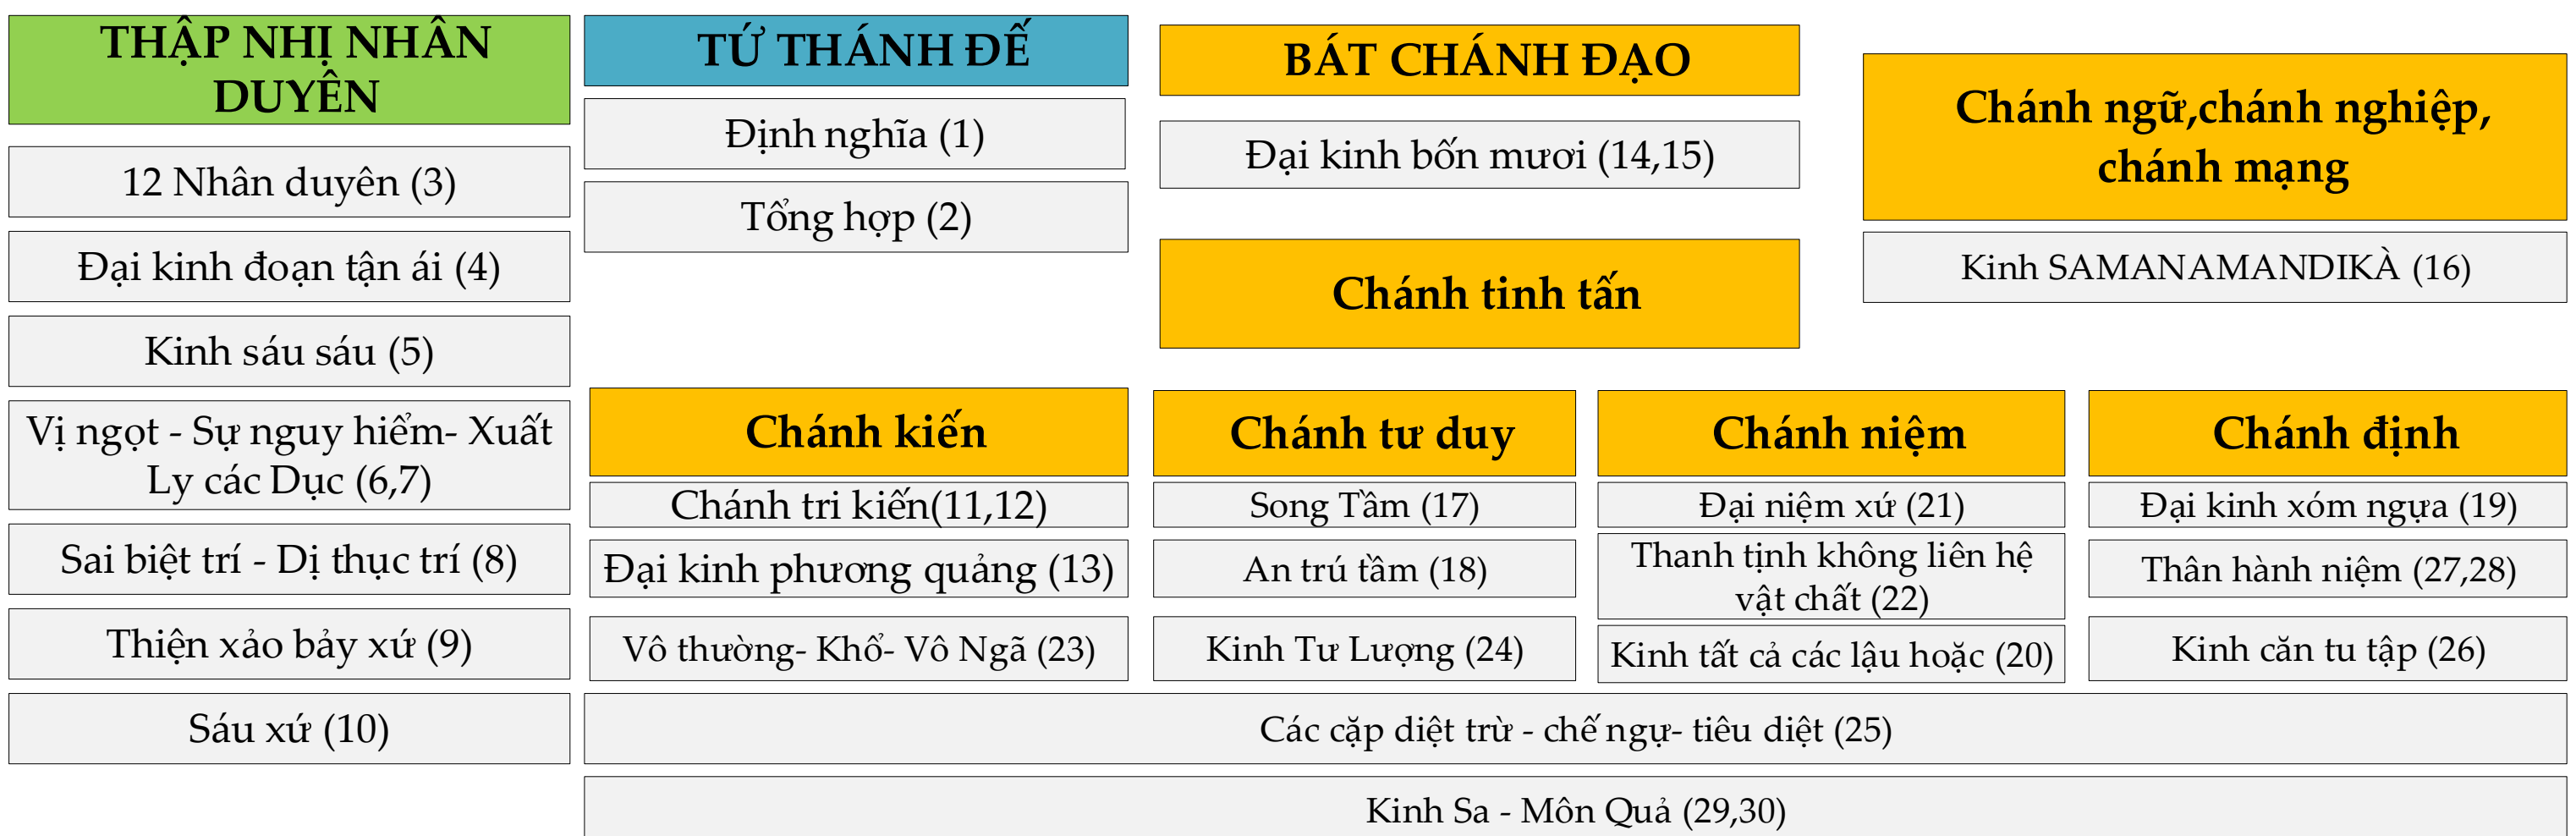 THẬP NHỊ NHÂN
DUYÊN
12 Nhân duyên (3)
Đại kinh đoạn tận ái (4)
Kinh sáu sáu (5)
Vị ngọt - Sự nguy hiểm- Xuất
Ly các Dục (6,7)
Sai biệt trí - Dị thục trí (8)
Thiện xảo bảy xứ (9)
Sáu xứ (10)
TỨ THÁNH ĐẾ
Định nghĩa (1)
Tổng hợp (2)
BÁT CHÁNH ĐẠO
Đại kinh bốn mươi (14,15)
Chánh ngữ,chánh nghiệp,
chánh mạng
Kinh SAMANAMANDIKÀ (16)
Chánh tinh tấn
Chánh kiến
Chánh tri kiến(11,12)
Đại kinh phương quảng (13)
Vô thường- Khổ- Vô Ngã (23)
Chánh tư duy
Song Tầm (17)
An trú tầm (18)
Kinh Tư Lượng (24)
Chánh niệm
Đại niệm xứ (21)
Thanh tịnh không liên hệ
vật chất (22)
Kinh tất cả các lậu hoặc (20)
Chánh định
Đại kinh xóm ngựa (19)
Thân hành niệm (27,28)
Kinh căn tu tập (26)
Các cặp diệt trừ - chế ngự- tiêu diệt (25)
Kinh Sa - Môn Quả (29,30)